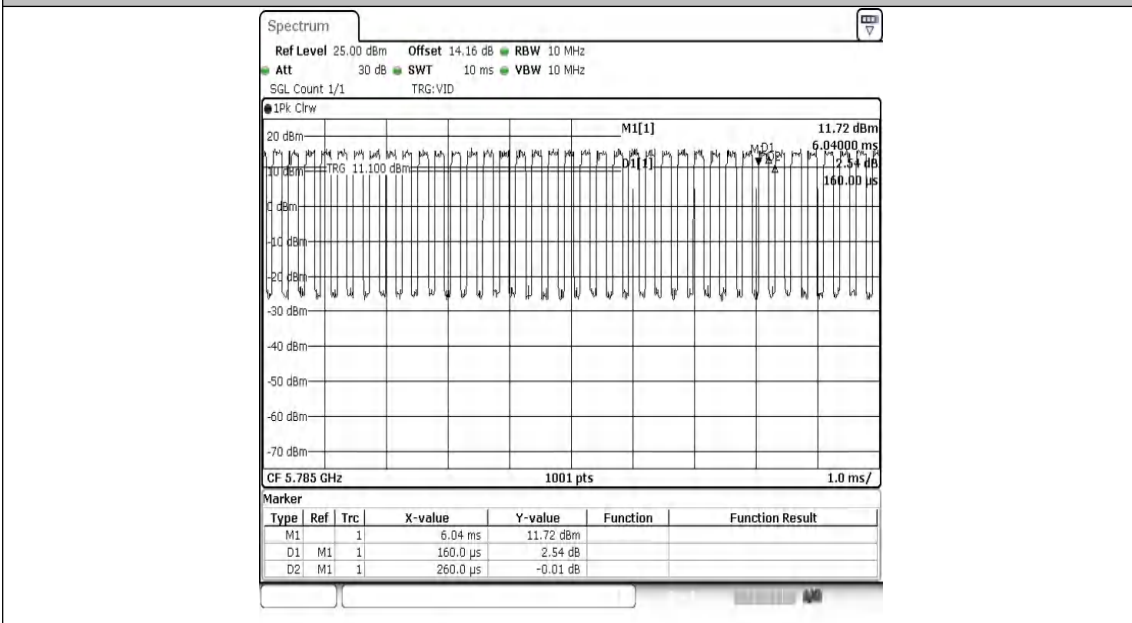 Spectrum
Ref Level 25.00 dBm Offset 14.16 dB RBW 10 MHz
Att 30 dB SWT 10 ms VBW 10 MHz
SGL Count 1/1 TRG:VID
1Pk Clrw
M1[1] 11.72 dBm
20 dBm
6.04000 ms
M1 D1
D1[1] 2.54 dB
10 dBm TRG 11.100 dBm
160.00 µs
0 dBm
-10 dBm
-20 dBm
-30 dBm
-40 dBm
-50 dBm
-60 dBm
-70 dBm
CF 5.785 GHz 1001 pts 1.0 ms/
Marker
Type Ref Trc X-value Y-value Function Function Result
M1 1 6.04 ms 11.72 dBm
D1 M1 1 160.0 µs 2.54 dB
D2 M1 1 260.0 µs -0.01 dB